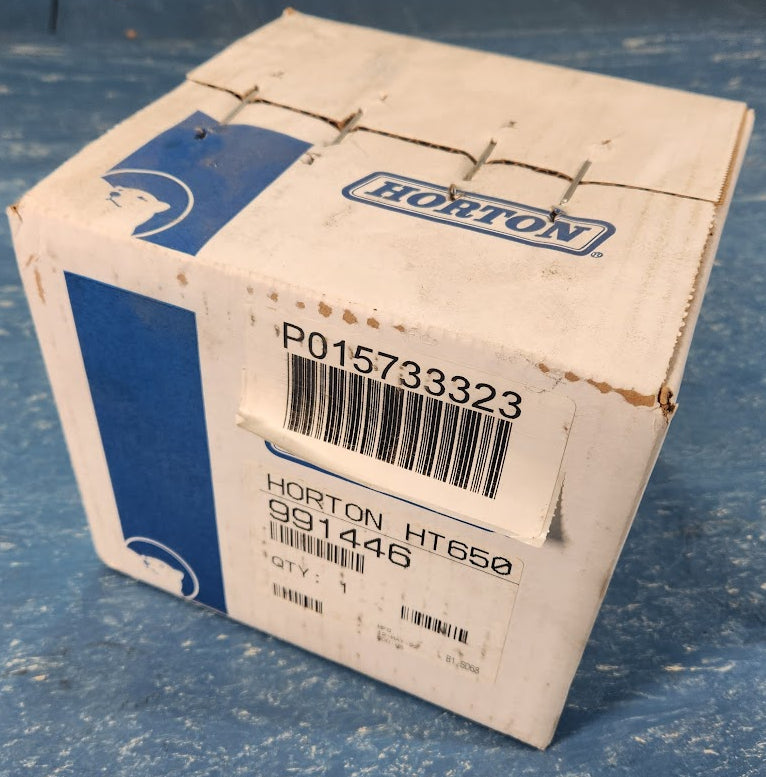 HORTON
®
P015733323
HORTON HT650
991446
QTY: 1